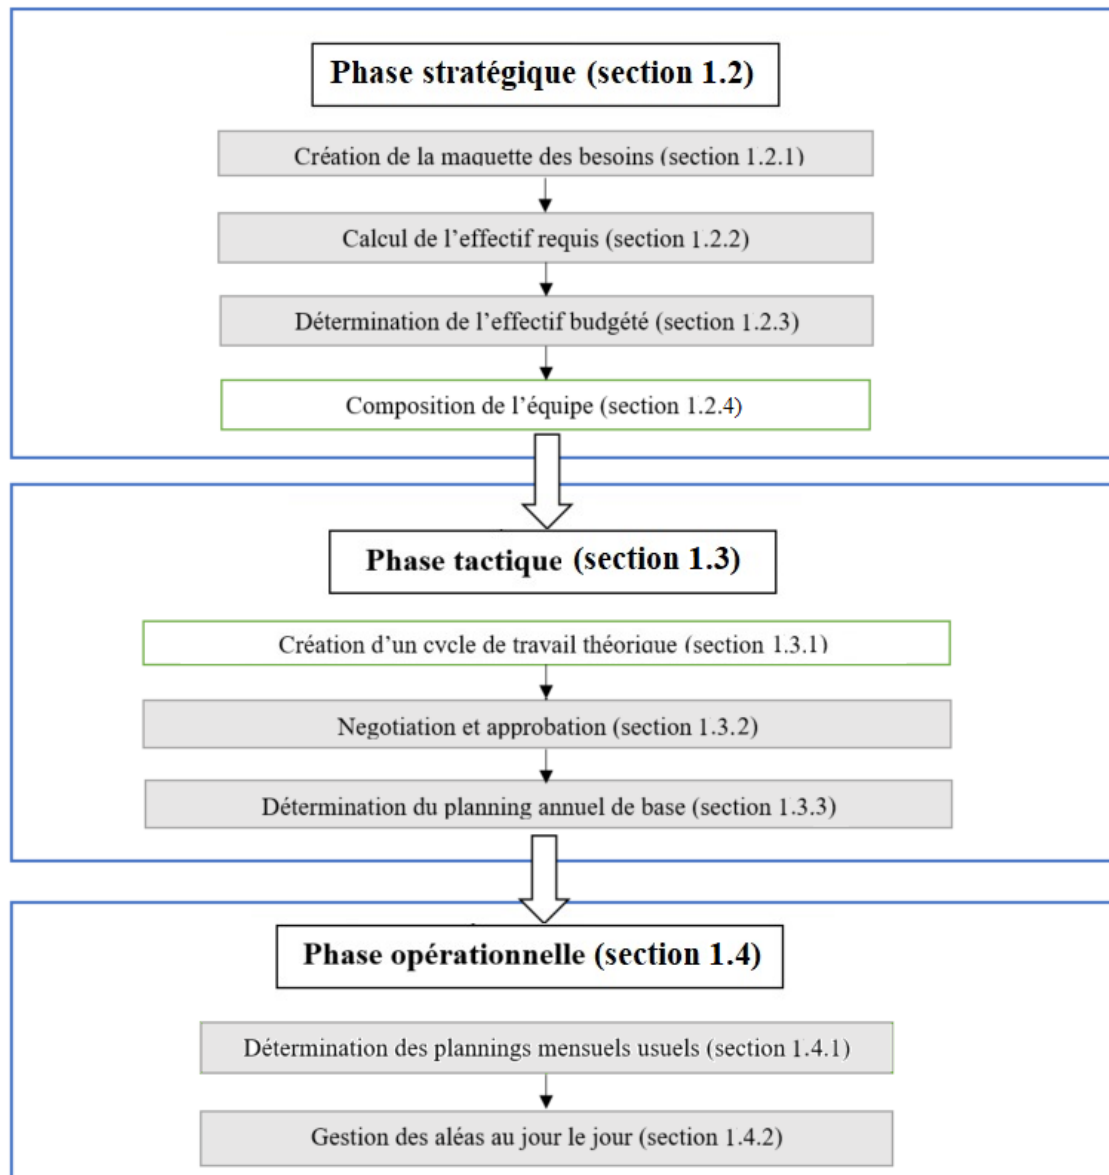 Phase stratégique (section 1.2)
Création de la maquette des besoins (section 1.2.1)
Calcul de l’effectif requis (section 1.2.2)
Détermination de l’effectif budgété (section 1.2.3)
Composition de l’équipe (section 1.2.4)
Phase tactique (section 1.3)
Création d’un cycle de travail théorique (section 1.3.1)
Negotiation et approbation (section 1.3.2)
Détermination du planning annuel de base (section 1.3.3)
Phase opérationnelle (section 1.4)
Détermination des plannings mensuels usuels (section 1.4.1)
Gestion des aléas au jour le jour (section 1.4.2)